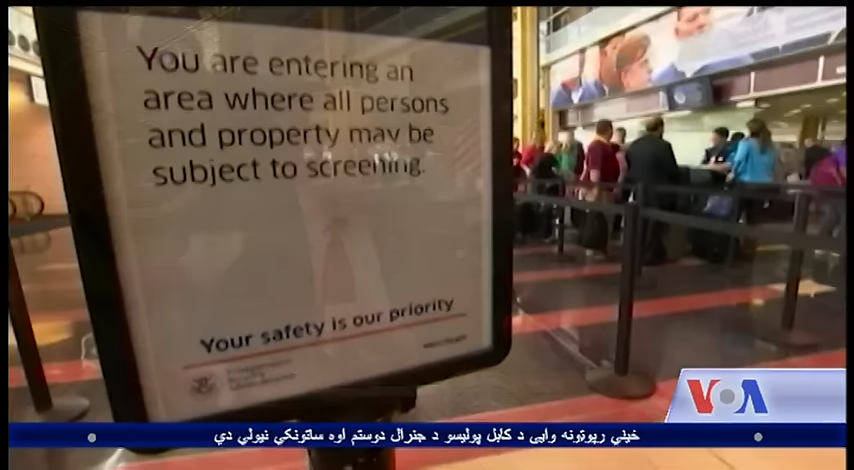 You are entering an
area where all persons
and property may be
subject to screening.
Your safety is our priority
VOA
ځيني رپوټونه وايي د کابل پوليسو د جنرال دوستم اوه ساتونکي نيولي دي